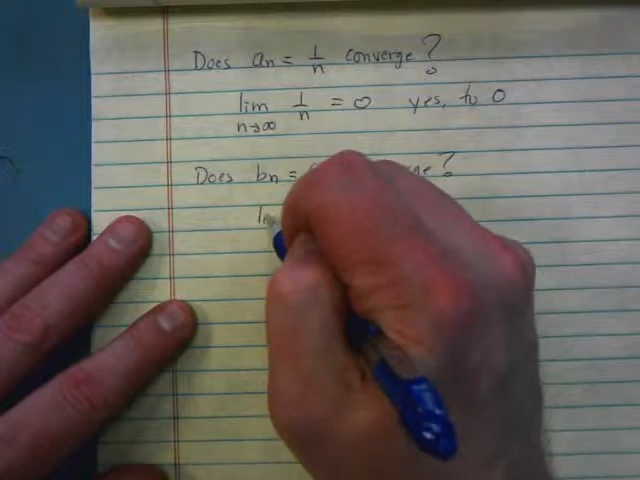 Does an = 1/n converge?
lim n→∞ 1/n = 0 yes, to 0
Does bn =